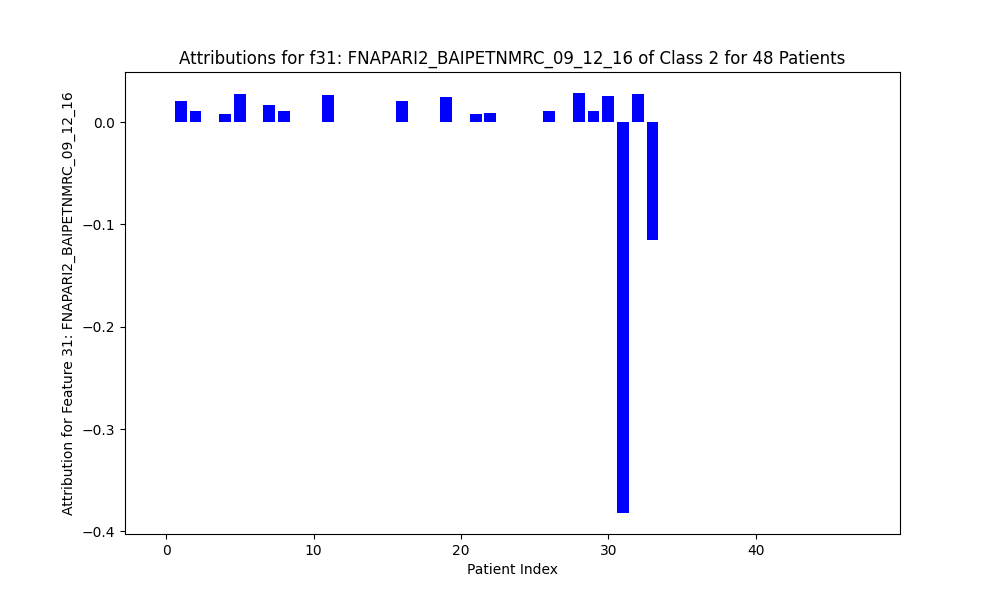 Attributions for f31: FNAPARI2_BAIPETNMRC_09_12_16 of Class 2 for 48 Patients
Attribution for Feature 31: FNAPARI2_BAIPETNMRC_09_12_16
0.0
−0.1
−0.2
−0.3
−0.4
0 10 20 30 40
Patient Index